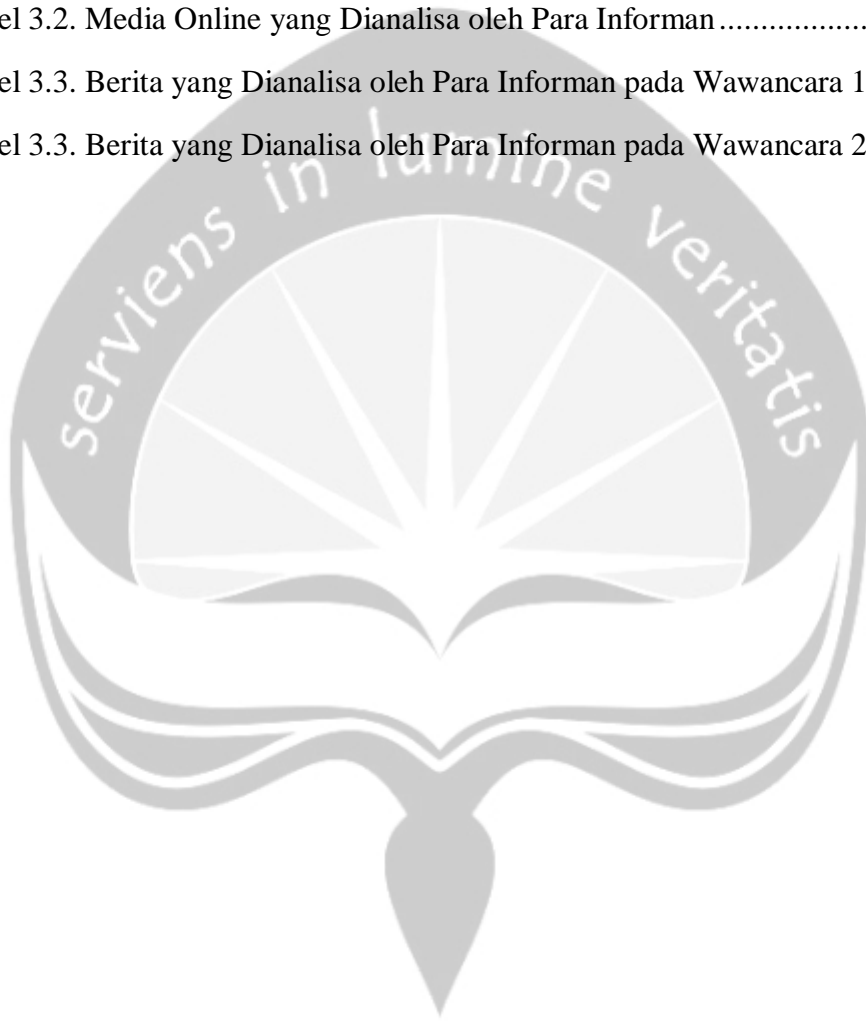 el 3.2. Media Online yang Dianalisa oleh Para Informan..................
el 3.3. Berita yang Dianalisa oleh Para Informan pada Wawancara 1
el 3.3. Berita yang Dianalisa oleh Para Informan pada Wawancara 2
serviens in lumine veritatis